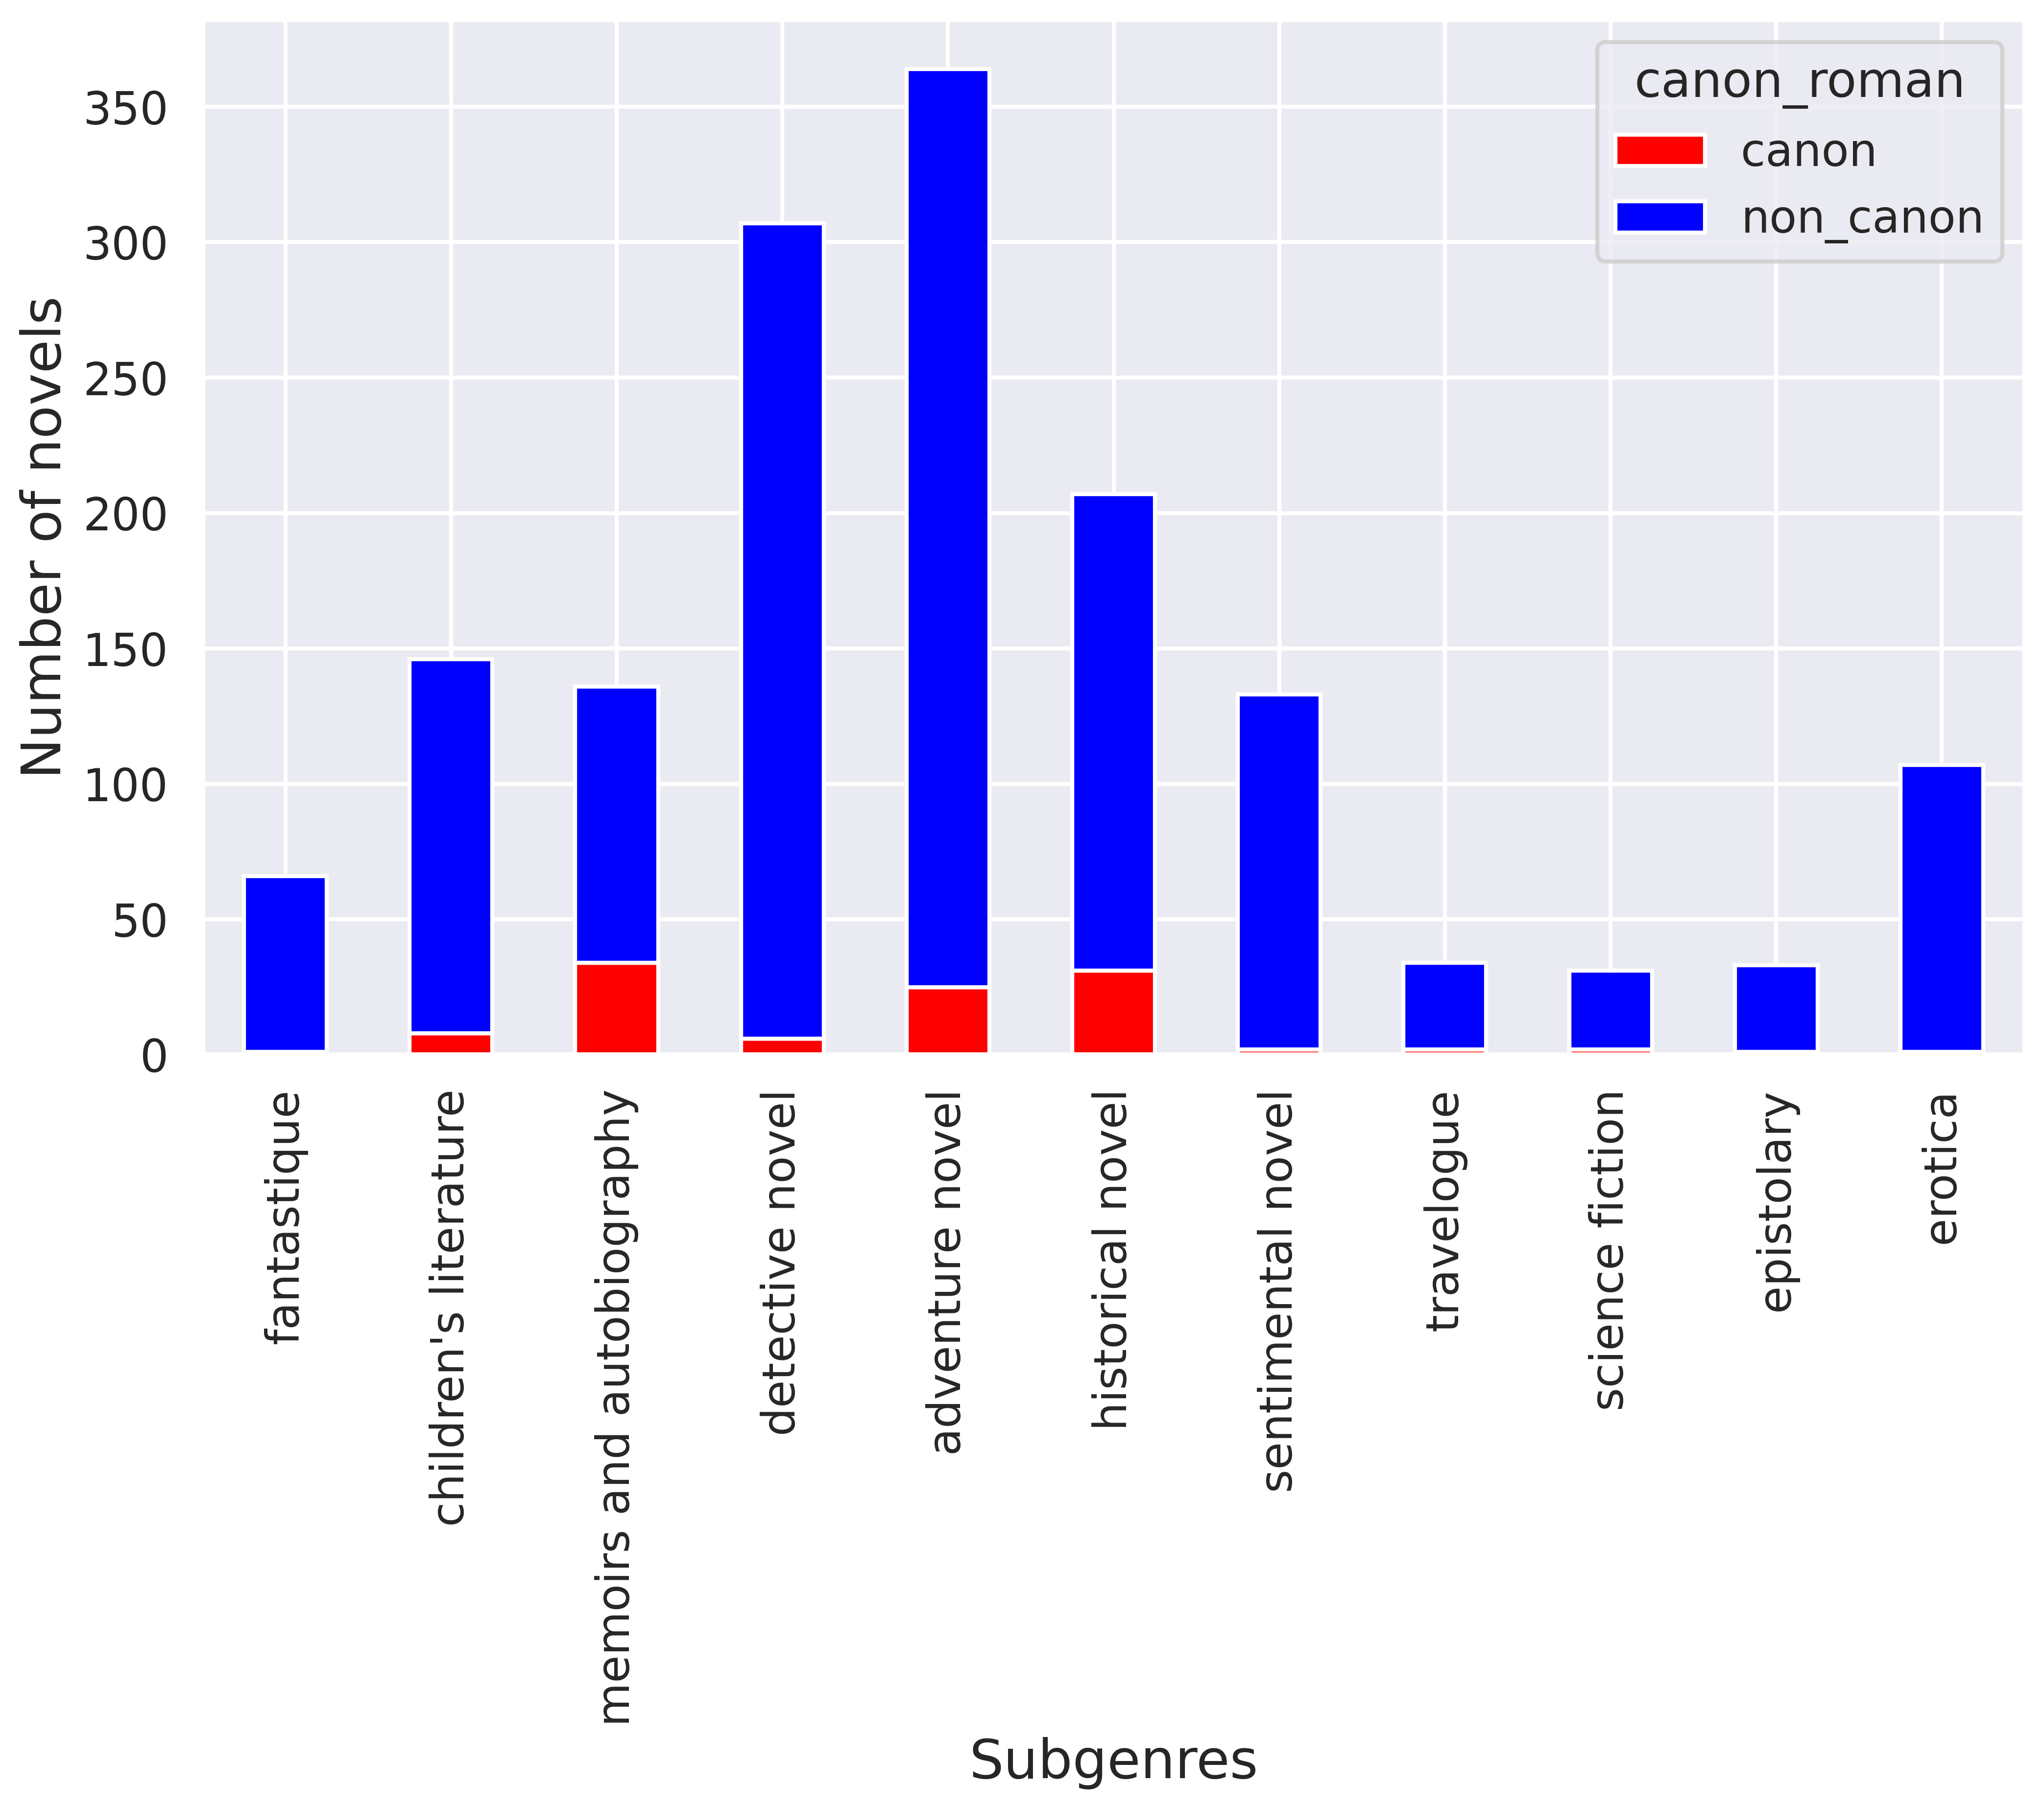 Number of novels
350
300
250
200
150
100
50
0
canon_roman
canon
non_canon
fantastique
children's literature
memoirs and autobiography
detective novel
adventure novel
historical novel
sentimental novel
travelogue
science fiction
epistolary
erotica
Subgenres